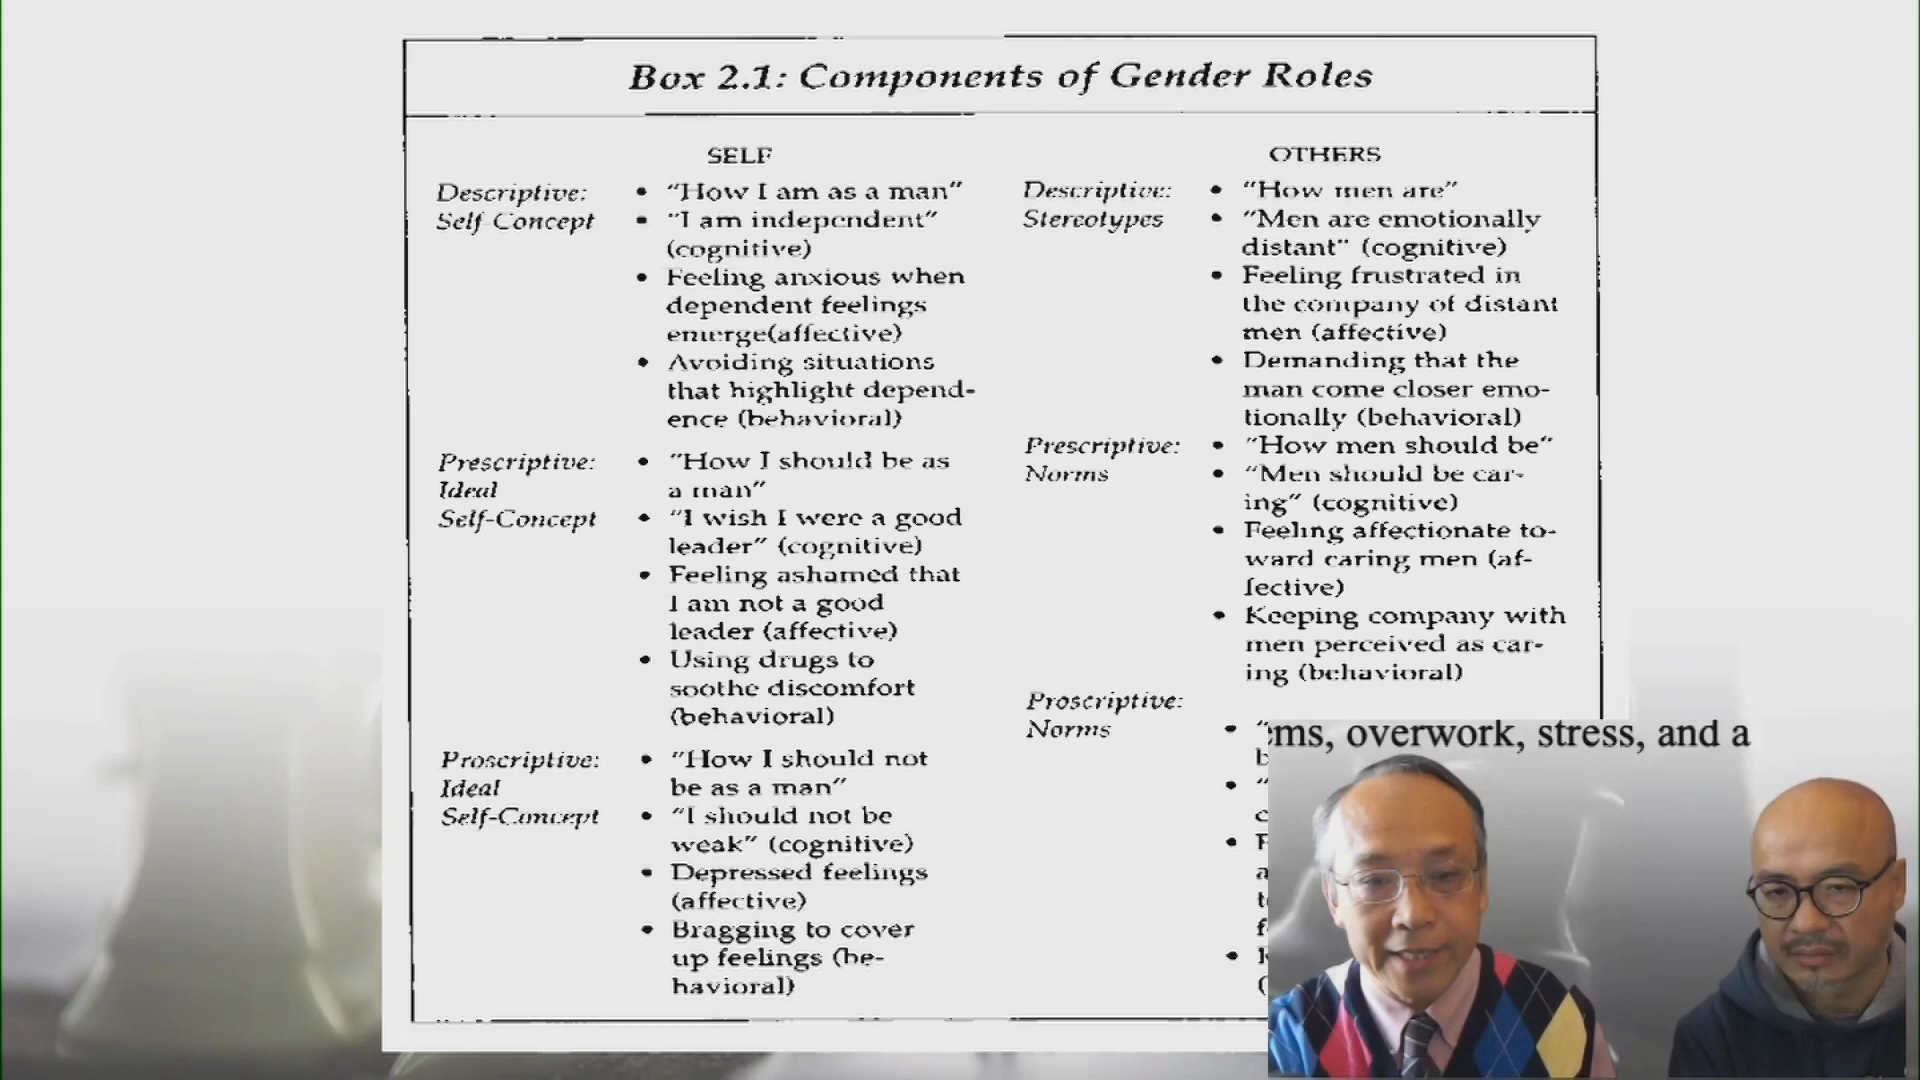 Box 2.1: Components of Gender Roles
SELF
Descriptive:
Self-Concept
• "How I am as a man"
• "I am independent"
(cognitive)
• Feeling anxious when
dependent feelings
emerge(affective)
• Avoiding situations
that highlight depend-
ence (behavioral)
Prescriptive:
Ideal
Self-Concept
• "How I should be as
a man"
• "I wish I were a good
leader" (cognitive)
• Feeling ashamed that
I am not a good
leader (affective)
• Using drugs to
soothe discomfort
(behavioral)
Proscriptive:
Ideal
Self-Concept
• "How I should not
be as a man"
• "I should not be
weak" (cognitive)
• Depressed feelings
(affective)
• Bragging to cover
up feelings (be-
havioral)
OTHERS
Descriptive:
Stereotypes
• "How men are"
• "Men are emotionally
distant" (cognitive)
• Feeling frustrated in
the company of distant
men (affective)
• Demanding that the
man come closer emo-
tionally (behavioral)
Prescriptive:
Norms
• "How men should be"
• "Men should be car-
ing" (cognitive)
• Feeling affectionate to-
ward caring men (af-
fective)
• Keeping company with
men perceived as car-
ing (behavioral)
Proscriptive:
Norms
ems, overwork, stress, and a